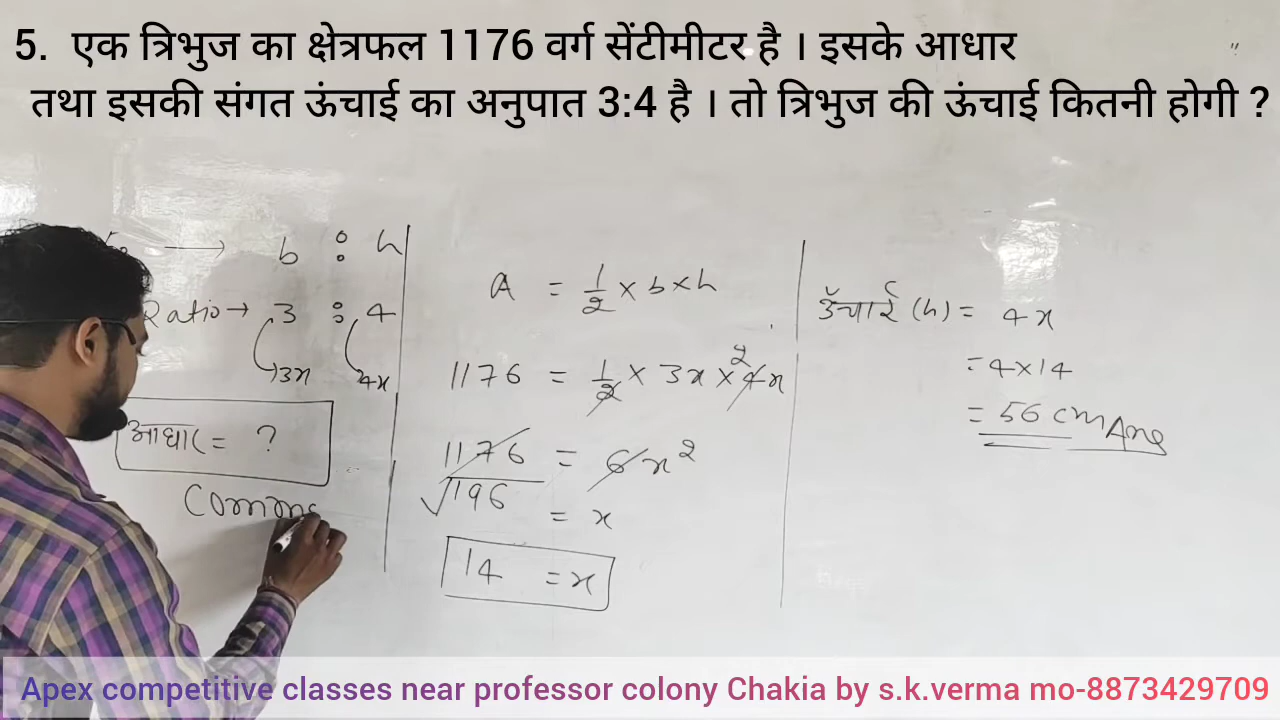 5. एक त्रिभुज का क्षेत्रफल 1176 वर्ग सेंटीमीटर है । इसके आधार
तथा इसकी संगत ऊंचाई का अनुपात 3:4 है । तो त्रिभुज की ऊंचाई कितनी होगी ?
→ b : h
Ratio → 3 : 4
3x 4x
आधार = ?
Comme
A = 1/2 × b × h
1176 = 1/2 × 3x × 4x
2
1176 = 6x²
√196 = x
14 = x
ऊँचाई (h) = 4x
= 4×14
= 56 cm Ans
Apex competitive classes near professor colony Chakia by s.k.verma mo-8873429709